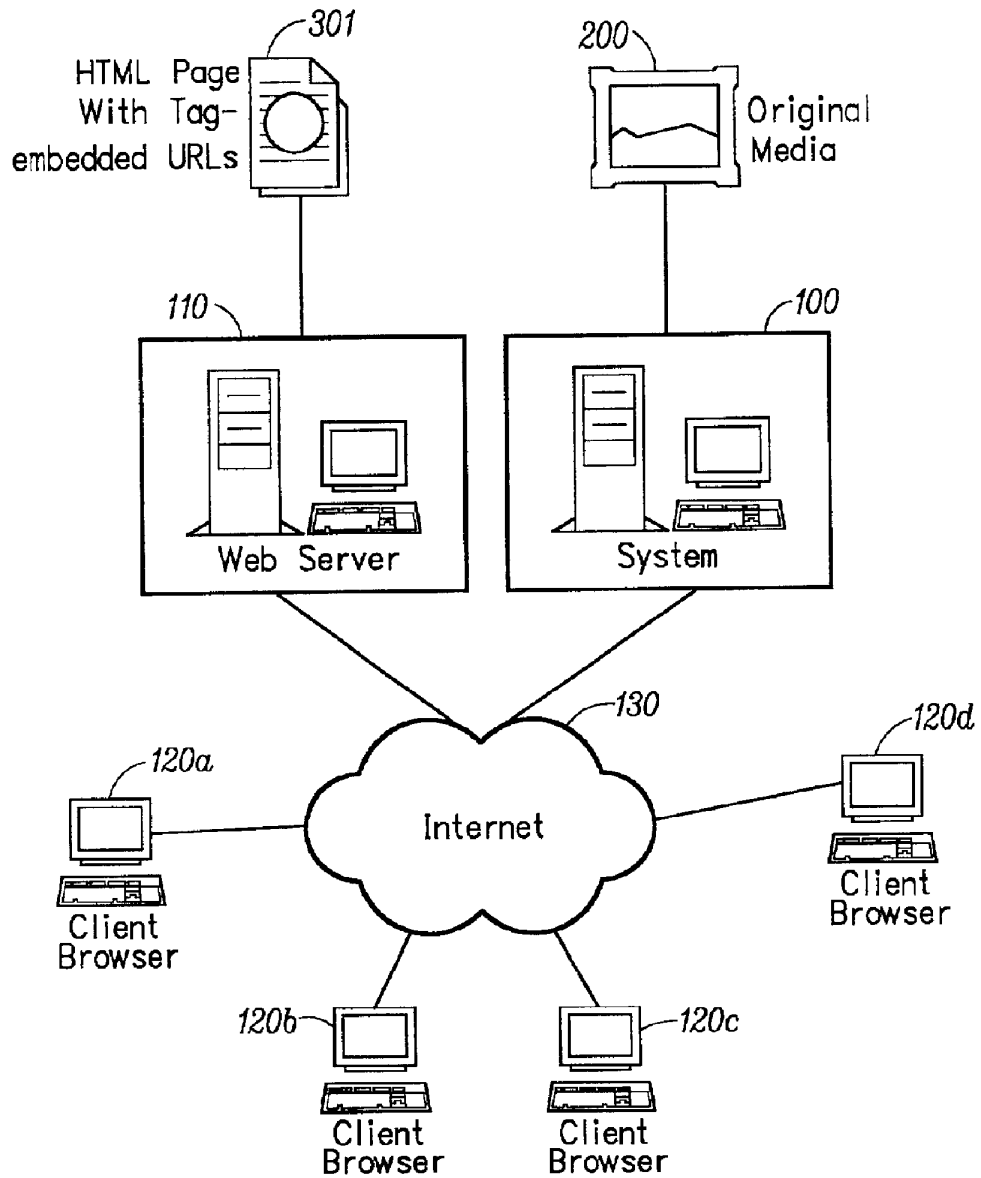 301
HTML Page
With Tag-
embedded URLs
200
Original
Media
110
Web Server
100
System
130
Internet
120a
Client
Browser
120d
Client
Browser
120b
Client
Browser
120c
Client
Browser